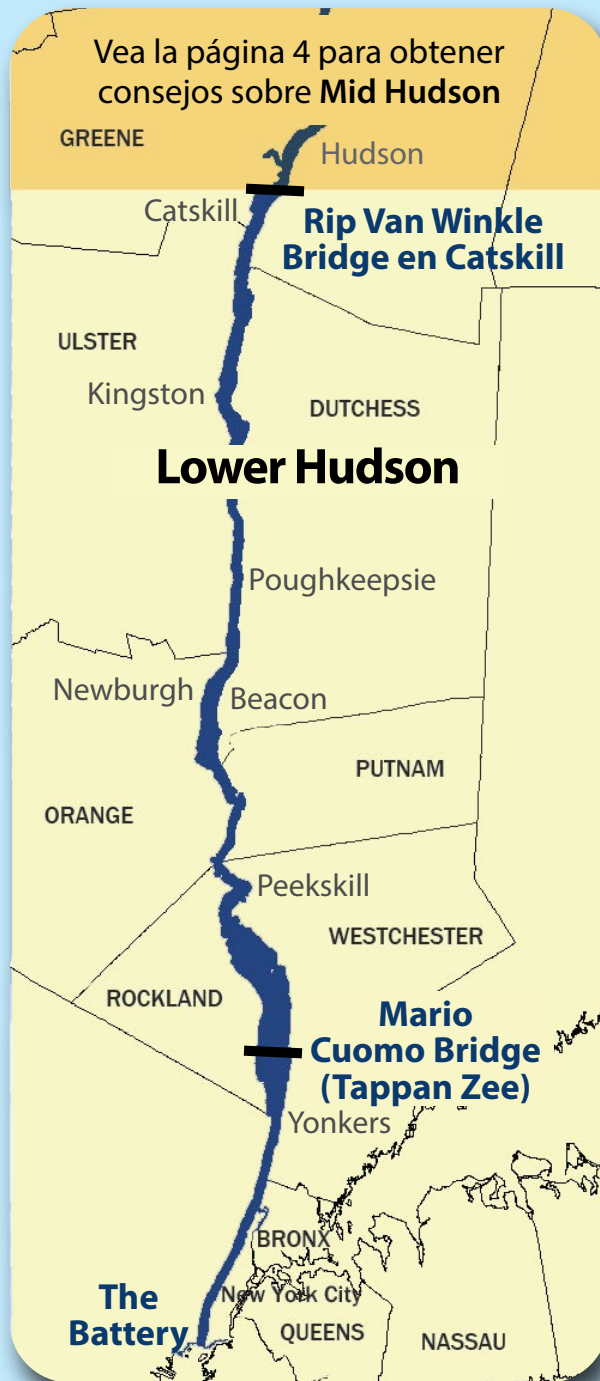 Vea la página 4 para obtener
consejos sobre Mid Hudson
GREENE
Hudson
Catskill
Rip Van Winkle
Bridge en Catskill
ULSTER
Kingston
DUTCHESS
Lower Hudson
Poughkeepsie
Newburgh
Beacon
PUTNAM
ORANGE
Peekskill
WESTCHESTER
ROCKLAND
Mario
Cuomo Bridge
(Tappan Zee)
Yonkers
BRONX
New York City
The
Battery
QUEENS
NASSAU